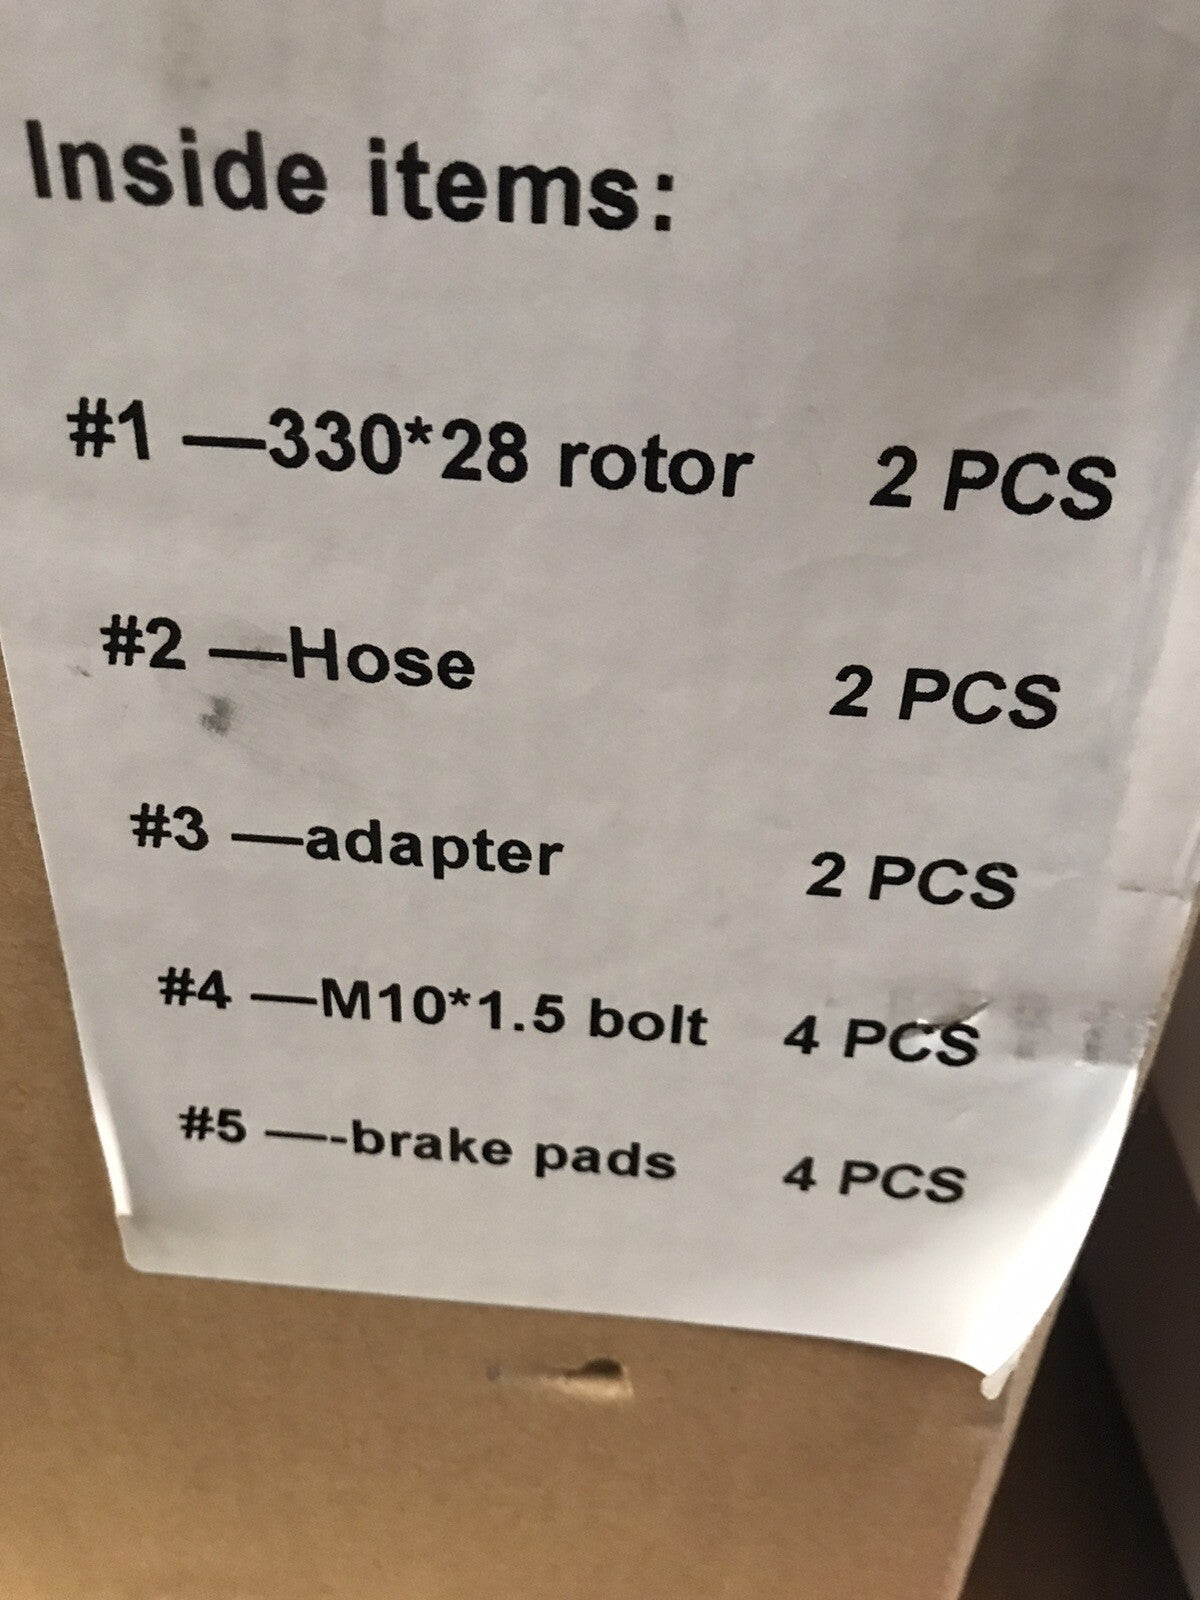 Inside items:
#1 —330*28 rotor 2 PCS
#2 —Hose 2 PCS
#3 —adapter 2 PCS
#4 —M10*1.5 bolt 4 PCS
#5 —-brake pads 4 PCS